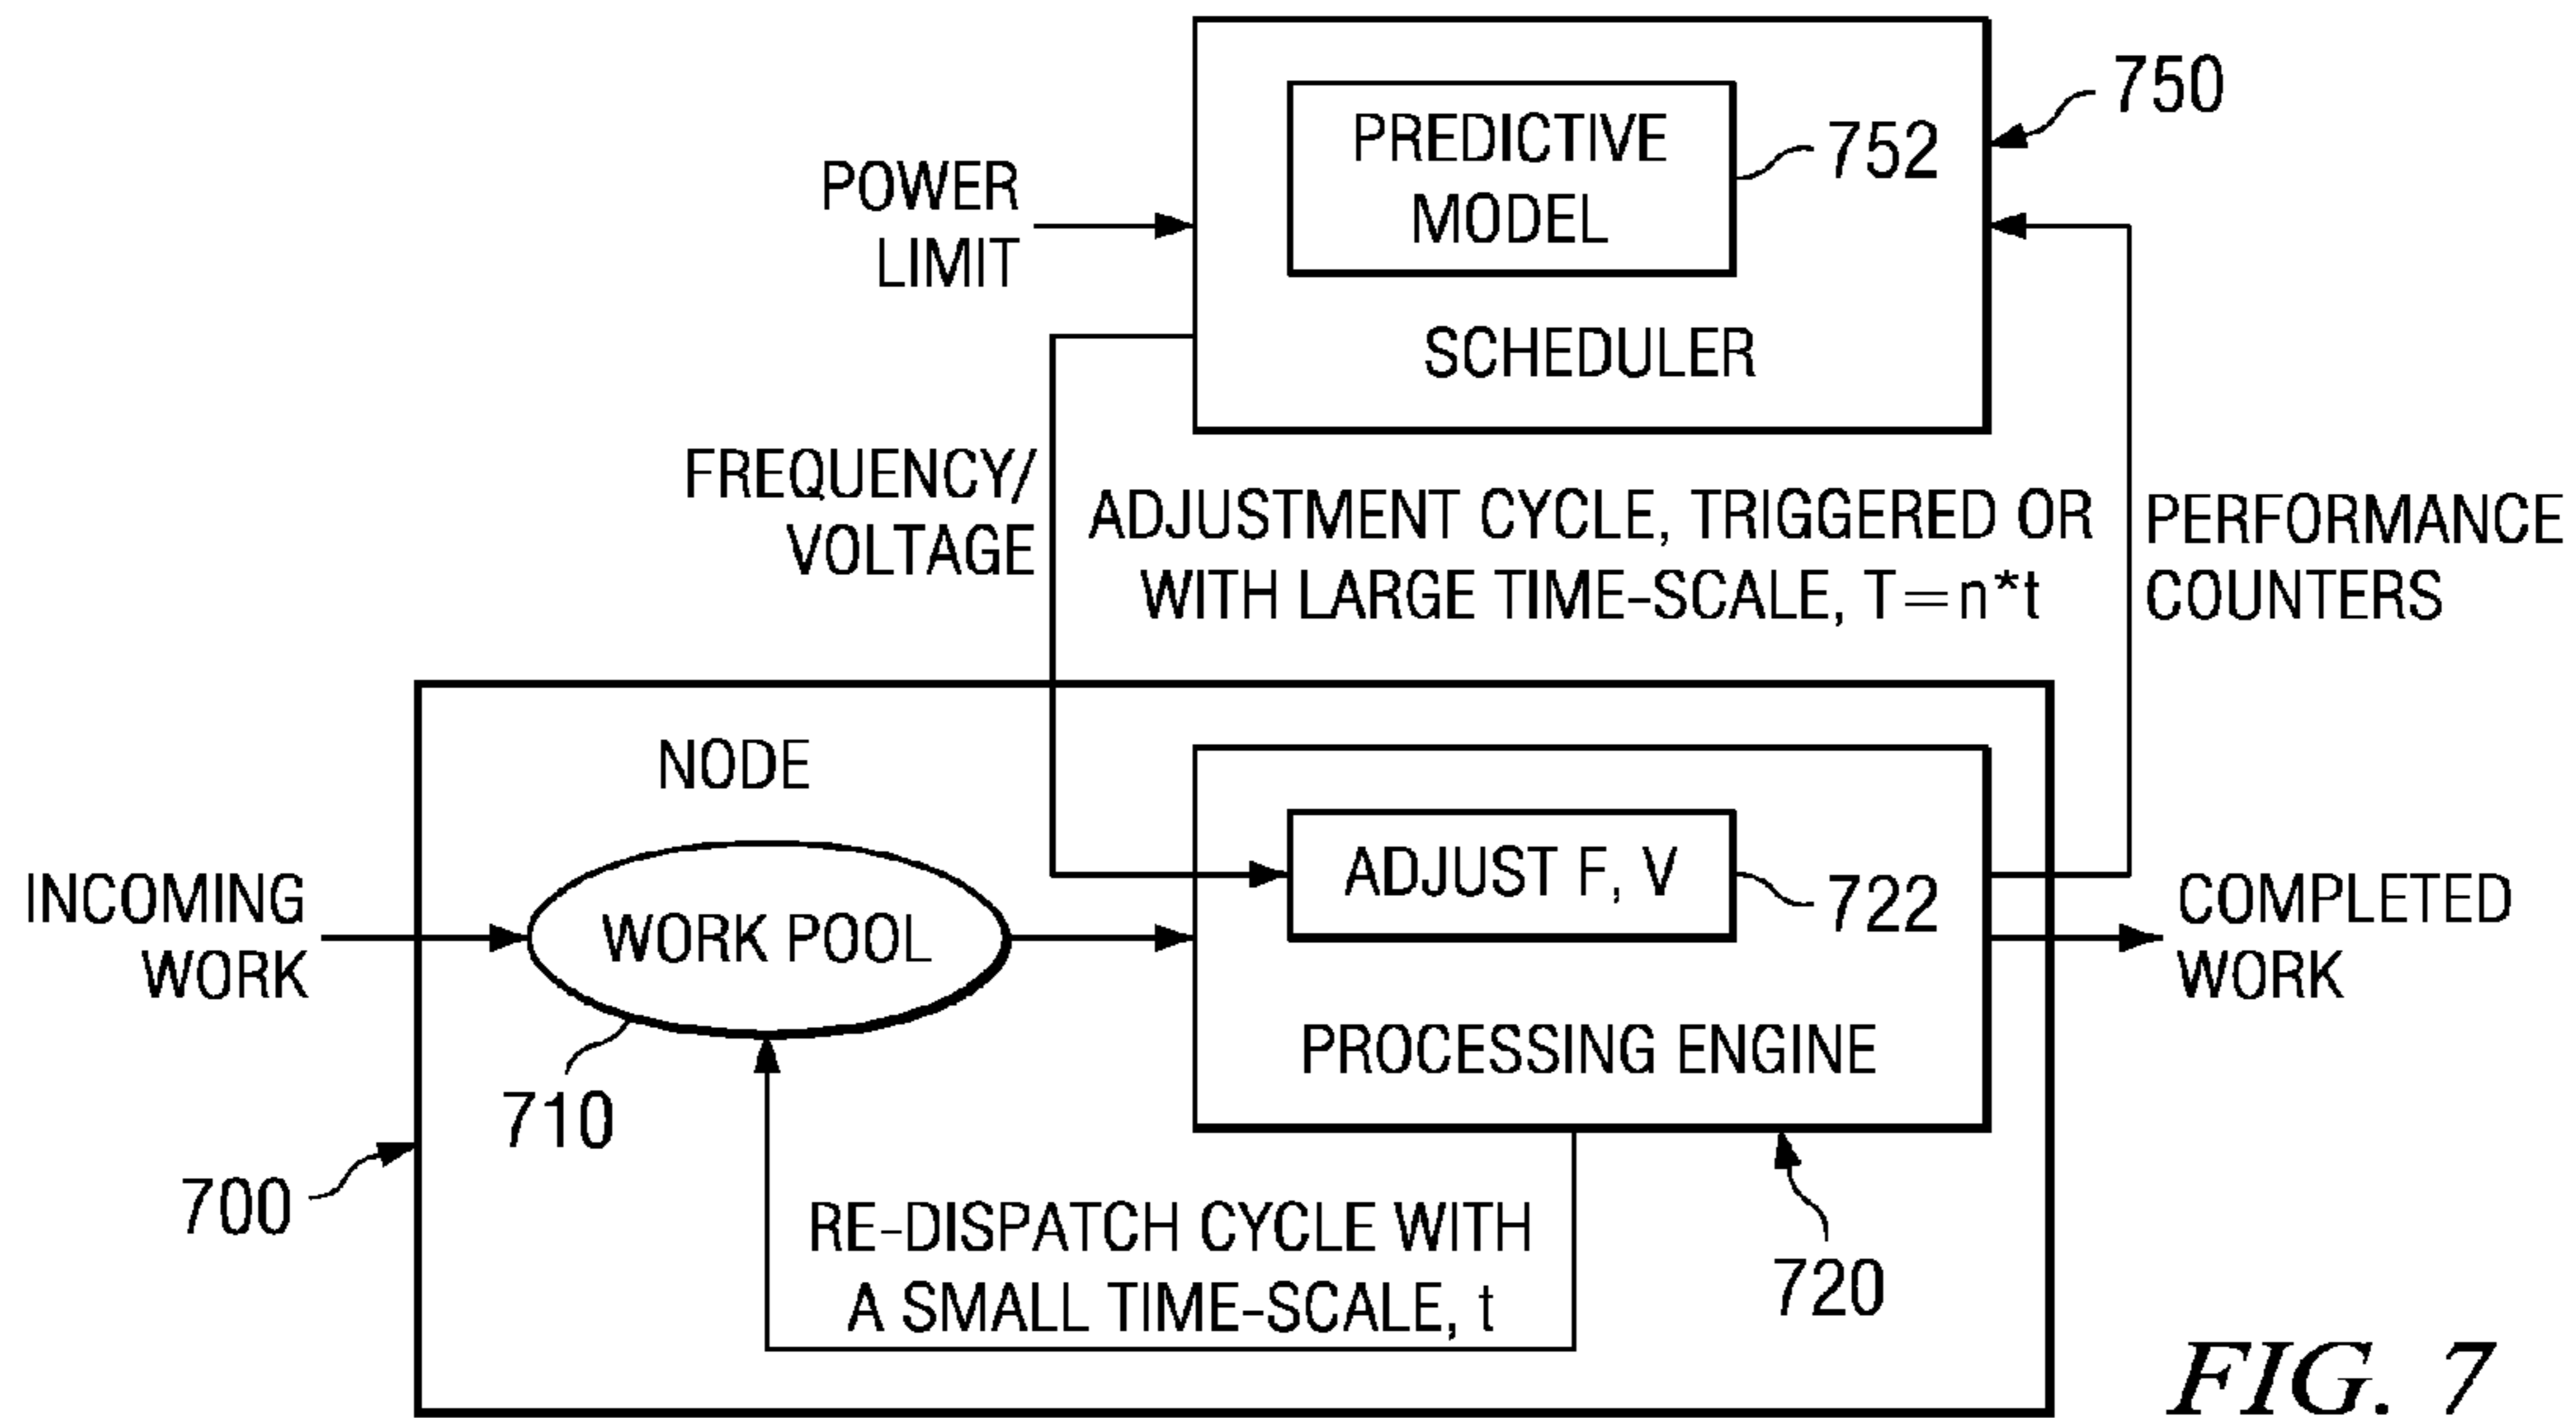 750
PREDICTIVE
MODEL
752
POWER
LIMIT
SCHEDULER
FREQUENCY/
VOLTAGE
ADJUSTMENT CYCLE, TRIGGERED OR
WITH LARGE TIME-SCALE, T=n*t
PERFORMANCE
COUNTERS
NODE
INCOMING
WORK
WORK POOL
710
700
ADJUST F, V
722
PROCESSING ENGINE
COMPLETED
WORK
RE-DISPATCH CYCLE WITH
A SMALL TIME-SCALE, t
720
FIG. 7